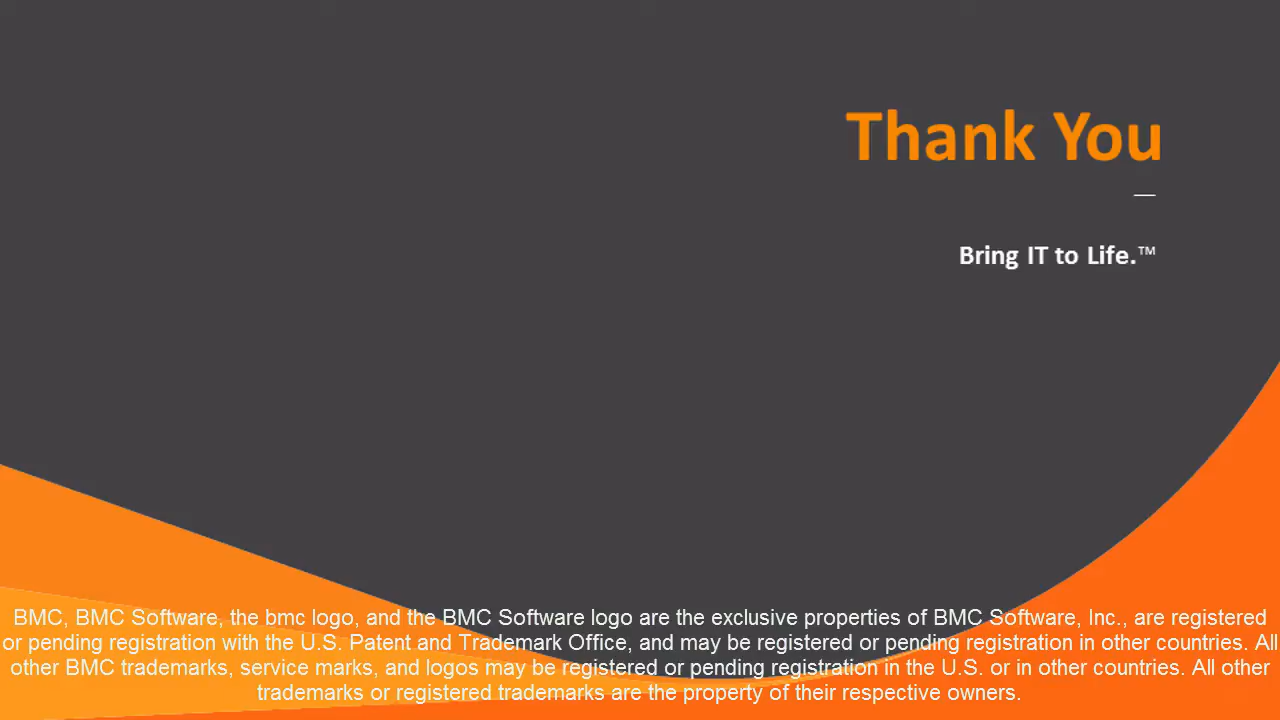 Thank You
Bring IT to Life.™
BMC, BMC Software, the bmc logo, and the BMC Software logo are the exclusive properties of BMC Software, Inc., are registered
or pending registration with the U.S. Patent and Trademark Office, and may be registered or pending registration in other countries. All
other BMC trademarks, service marks, and logos may be registered or pending registration in the U.S. or in other countries. All other
trademarks or registered trademarks are the property of their respective owners.